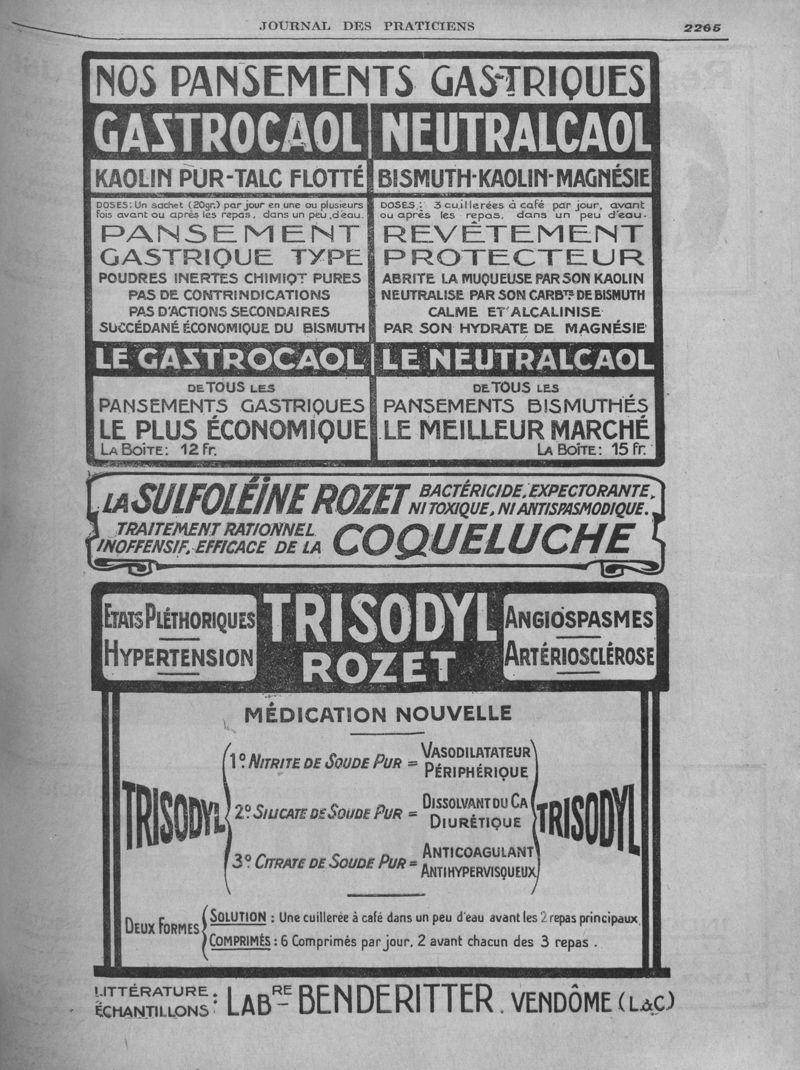 JOURNAL DES PRATICIENS
2265
NOS PANSEMENTS GASTRIQUES
GASTROCAOL
KAOLIN PUR-TALC FLOTTÉ
DOSES: Un sachet (20gr.) par jour en une ou plusieurs
fois avant ou après les repas, dans un peu d'eau.
PANSEMENT
GASTRIQUE TYPE
POUDRES INERTES CHIMIQT PURES
PAS DE CONTRINDICATIONS
PAS D'ACTIONS SECONDAIRES
SUCCÉDANÉ ÉCONOMIQUE DU BISMUTH
LE GASTROCAOL
DE TOUS LES
PANSEMENTS GASTRIQUES
LE PLUS ÉCONOMIQUE
LA BOÎTE: 12 Fr.
NEUTRALCAOL
BISMUTH-KAOLIN-MAGNÉSIE
DOSES: 3 cuillerées à café par jour, avant
ou après les repas, dans un peu d'eau.
REVÊTEMENT
PROTECTEUR
ABRITE LA MUQUEUSE PAR SON KAOLIN
NEUTRALISE PAR SON CARBTE DE BISMUTH
CALME ET ALCALINISE
PAR SON HYDRATE DE MAGNÉSIE
LE NEUTRALCAOL
DE TOUS LES
PANSEMENTS BISMUTHÉS
LE MEILLEUR MARCHÉ
LA BOÎTE: 15 fr.
LA SULFOLÉINE ROZET BACTÉRICIDE, EXPECTORANTE,
NI TOXIQUE, NI ANTISPASMODIQUE.
TRAITEMENT RATIONNEL
INOFFENSIF, EFFICACE DE LA COQUELUCHE
ETATS PLÉTHORIQUES
HYPERTENSION
TRISODYL
ROZET
ANGIOSPASMES
ARTÉRIOSCLÉROSE
MÉDICATION NOUVELLE
TRISODYL
1º. NITRITE DE SOUDE PUR = VASODILATATEUR
PÉRIPHÉRIQUE
2º. SILICATE DE SOUDE PUR = DISSOLVANT DU CA
DIURÉTIQUE
3º. CITRATE DE SOUDE PUR = ANTICOAGULANT
ANTIHYPERVISQUEUX
TRISODYL
DEUX FORMES
SOLUTION : Une cuillerée à café dans un peu d'eau avant les 2 repas principaux
COMPRIMÉS : 6 Comprimés par jour, 2 avant chacun des 3 repas.
LITTÉRATURE:
ÉCHANTILLONS:
LABRE BENDERITTER. VENDÔME (L.&C.)